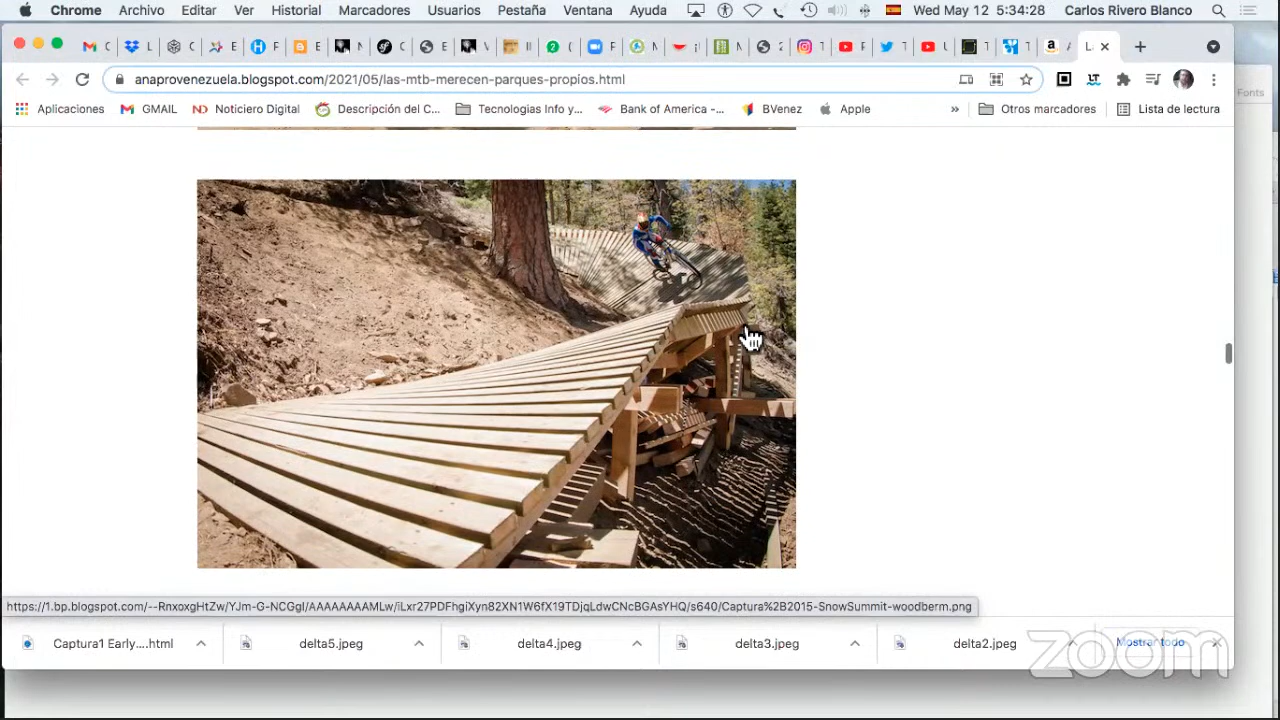 Chrome Archivo Editar Ver Historial Marcadores Usuarios Pestaña Ventana Ayuda Wed May 12 5:34:28 Carlos Rivero Blanco
anaprovenezuela.blogspot.com/2021/05/las-mtb-merecen-parques-propios.html
Fonts
Aplicaciones GMAIL ND Noticiero Digital Descripción del C... Tecnologias Info y... Bank of America -... BVenez Apple » Otros marcadores Lista de lectura
https://1.bp.blogspot.com/--RnxoxgHtZw/YJm-G-NCGgI/AAAAAAAAMLw/iLxr27PDFhgiXyn82XN1W6fX19TDjqLdwCNcBGAsYHQ/s640/Captura%2B2015-SnowSummit-woodberm.png
Captura1 Early....html delta5.jpeg delta4.jpeg delta3.jpeg delta2.jpeg Mostrar todo
zoom